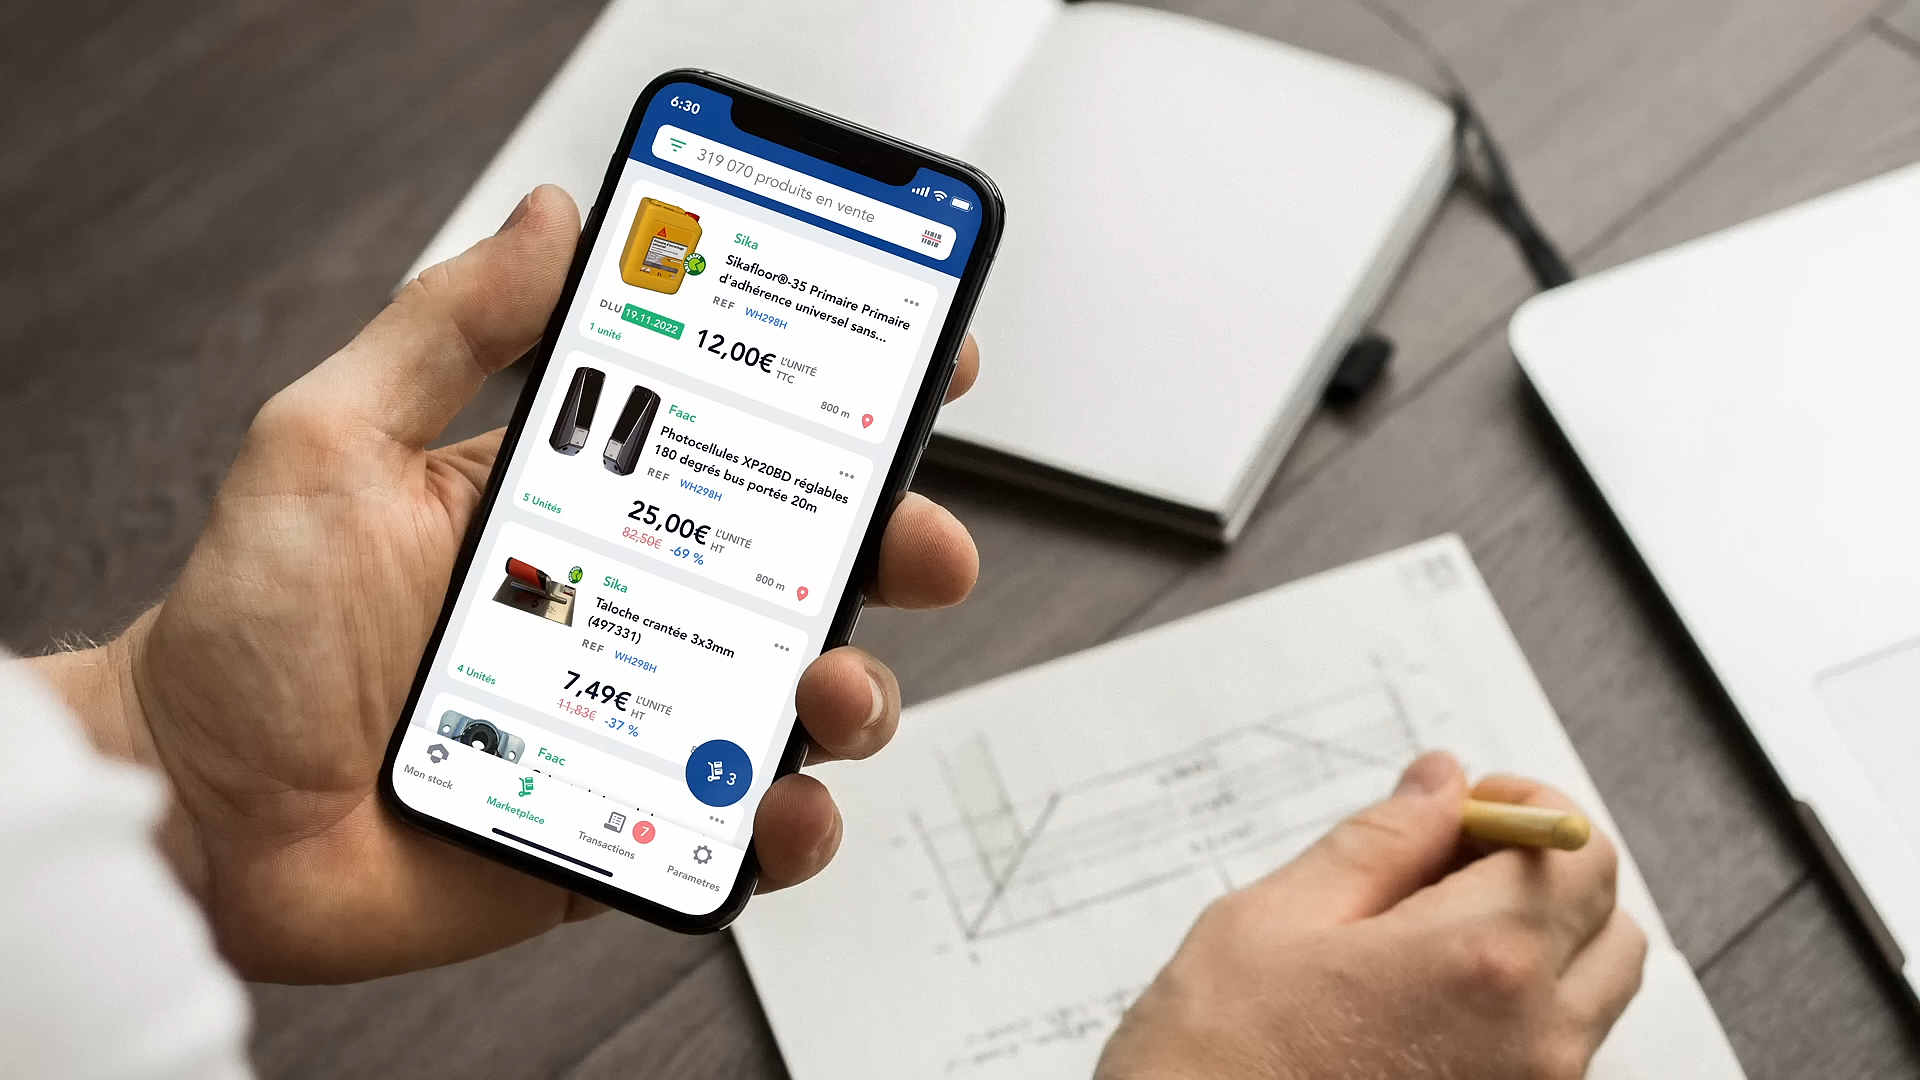 6:30
319 070 produits en vente
Sika
Sikafloor®-35 Primaire Primaire
d'adhérence universel sans...
REF WH298H
DLU 19.11.2022
1 unité
12,00€ L'UNITÉ
TTC
800 m
Faac
Photocellules XP20BD réglables
180 degrés bus portée 20m
REF WH298H
5 Unités
25,00€ L'UNITÉ
HT
82,50€ -69 %
800 m
Sika
Taloche crantée 3x3mm
(497331)
REF WH298H
4 Unités
7,49€ L'UNITÉ
HT
11,83€ -37 %
3
Faac
Mon stock
Marketplace
Transactions
7
Parametres